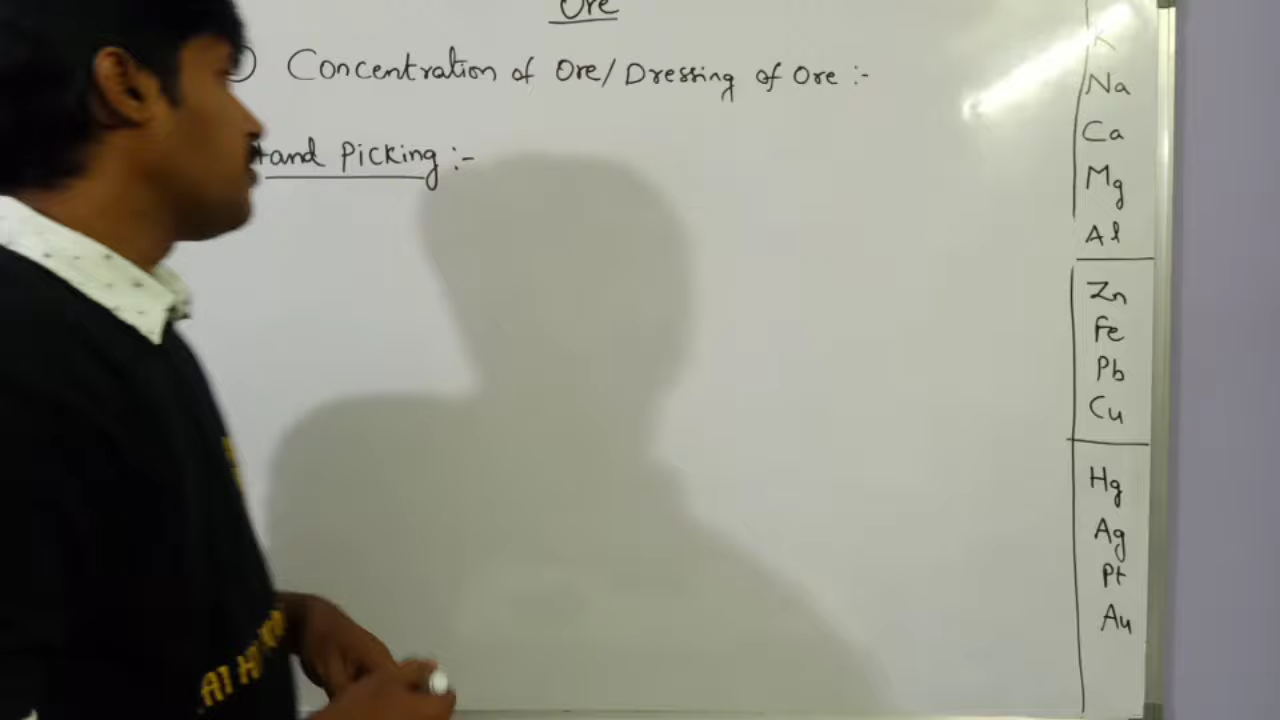 Ore
Concentration of Ore/Dressing of Ore :-
Hand Picking :-
K
Na
Ca
Mg
Al
Zn
Fe
Pb
Cu
Hg
Ag
Pt
Au